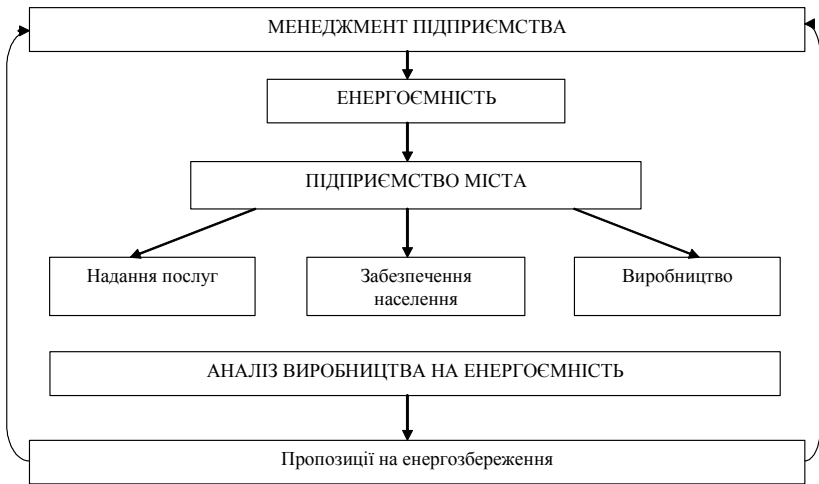 МЕНЕДЖМЕНТ ПІДПРИЄМСТВА
ЕНЕРГОЄМНІСТЬ
ПІДПРИЄМСТВО МІСТА
Надання послуг
Забезпечення
населення
Виробництво
АНАЛІЗ ВИРОБНИЦТВА НА ЕНЕРГОЄМНІСТЬ
Пропозиції на енергозбереження